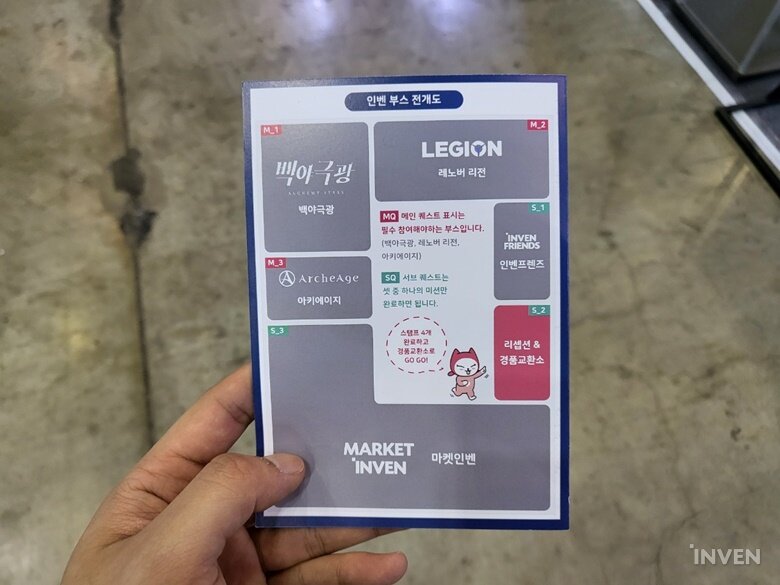 인벤 부스 전개도
M_1
백야극광
ALCHEMY STARS
백야극광
M_2
LEGION
레노버 리전
MQ 메인 퀘스트 표시는
필수 참여해야하는 부스입니다.
(백야극광, 레노버 리전,
아키에이지)
S_1
INVEN
FRIENDS
인벤프렌즈
M_3
ArcheAge
아키에이지
SQ 서브 퀘스트는
셋 중 하나의 미션만
완료하면 됩니다.
S_2
리셉션 &
경품교환소
S_3
스탬프 4개
완료하고
경품교환소로
GO GO!
MARKET
INVEN
마켓인벤
INVEN